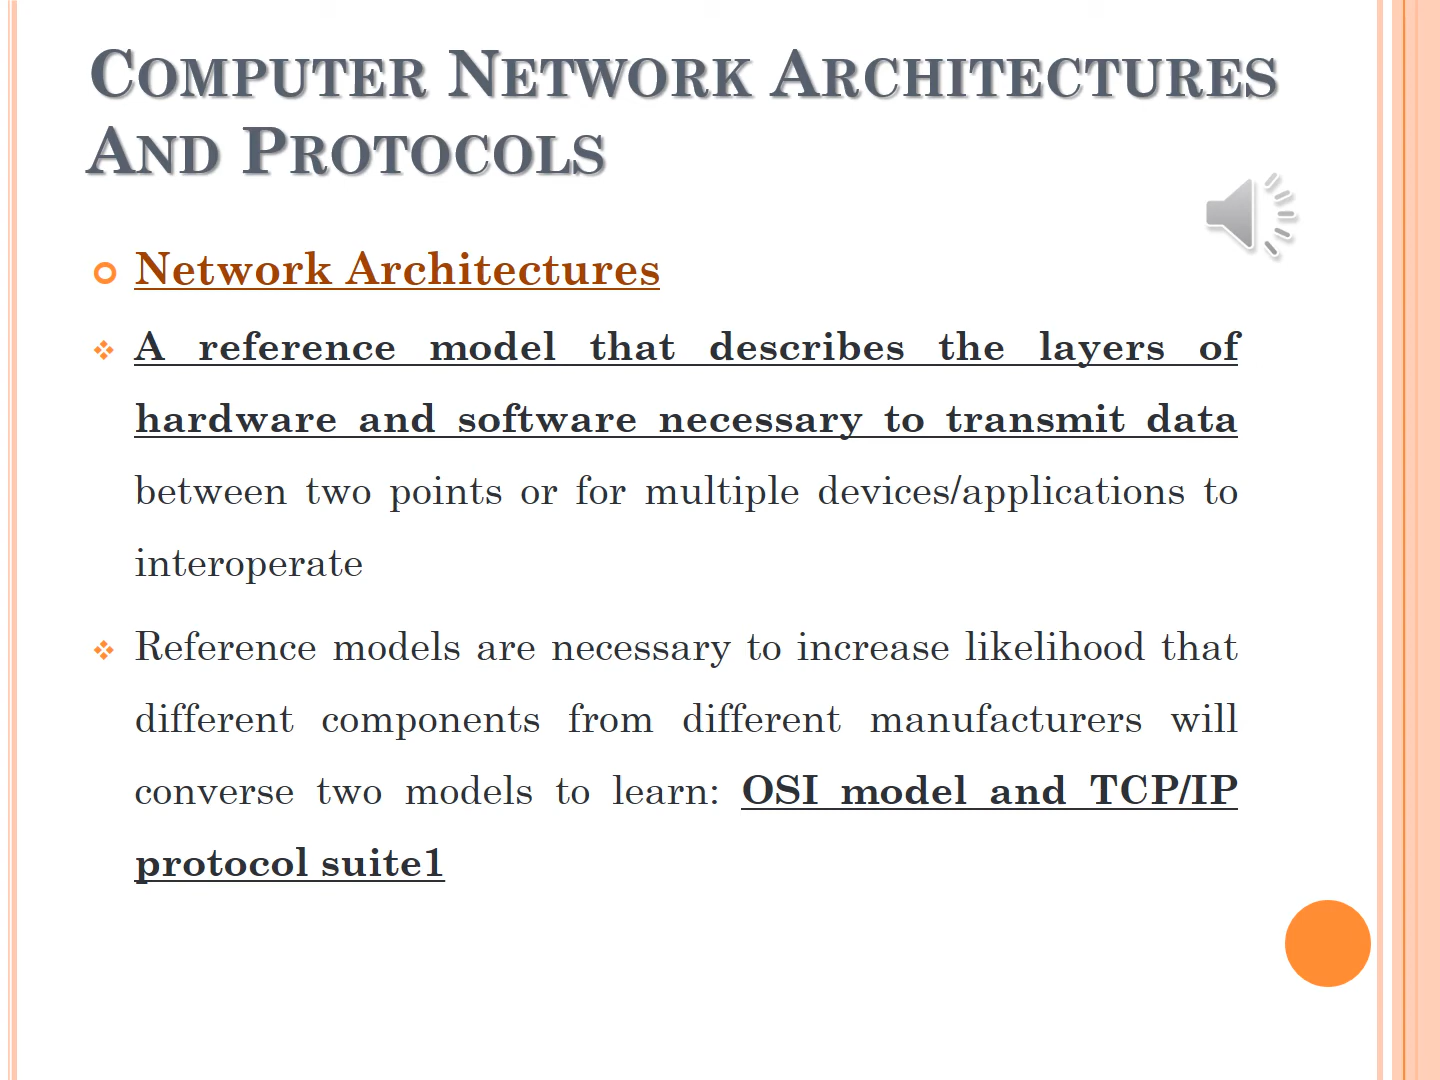 Computer Network Architectures
And Protocols
Network Architectures
A reference model that describes the layers of
hardware and software necessary to transmit data
between two points or for multiple devices/applications to
interoperate
Reference models are necessary to increase likelihood that
different components from different manufacturers will
converse two models to learn: OSI model and TCP/IP
protocol suite1